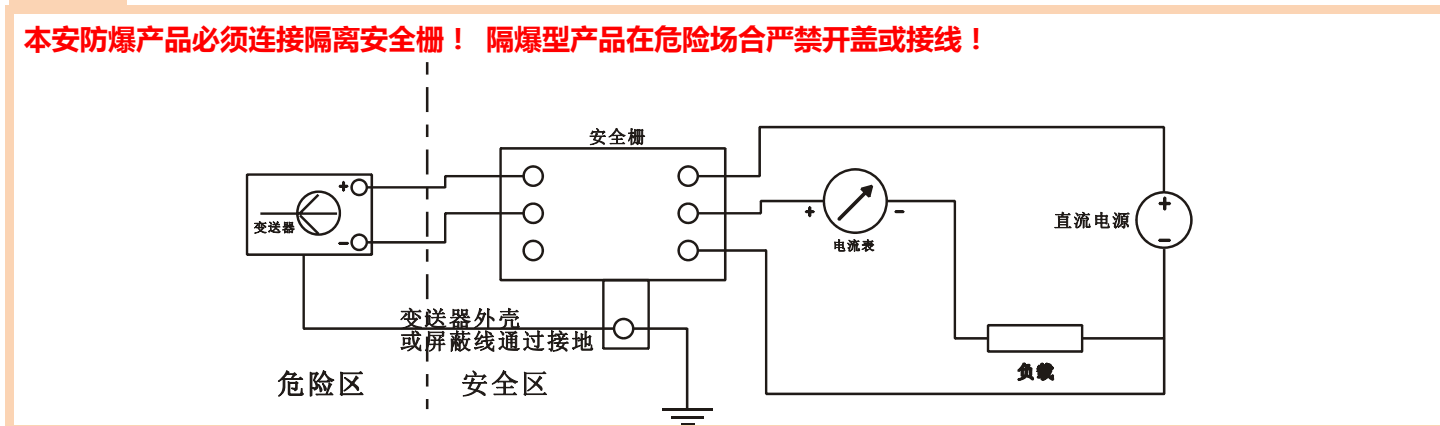 本安防爆产品必须连接隔离安全栅！ 隔爆型产品在危险场合严禁开盖或接线！
安全栅
+
变送器
−
+
−
电流表
直流电源
+
−
变送器外壳
或屏蔽线通过接地
负载
危险区
安全区